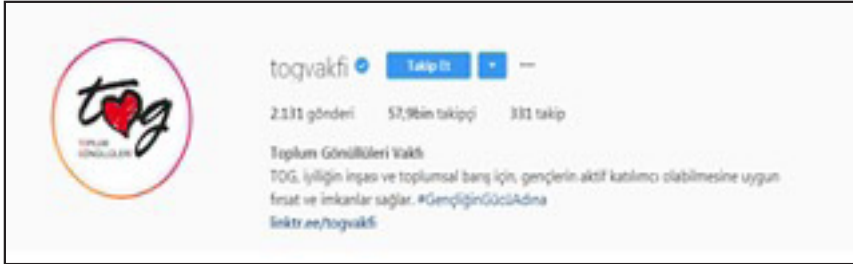 tog
TOPLUM
GÖNÜLLÜLERİ
togvakfi
Takip Et
2.131 gönderi 57,9bin takipçi 331 takip
Toplum Gönüllüleri Vakfı
TOG, iyiliğin inşası ve toplumsal barış için, gençlerin aktif katılımcı olabilmesine uygun
fırsat ve imkanlar sağlar. #GençliğinGücüAdına
linktr.ee/togvakfi